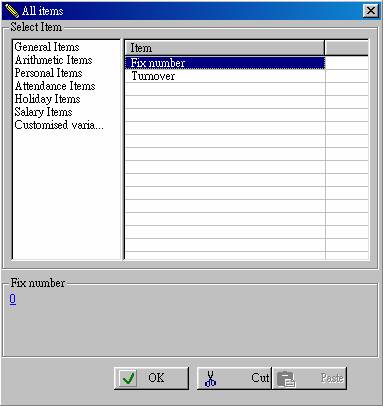 All items
Select Item
General Items
Arithmetic Items
Personal Items
Attendance Items
Holiday Items
Salary Items
Customised varia...
Item
Fix number
Turnover
Fix number
0
OK
Cut
Paste